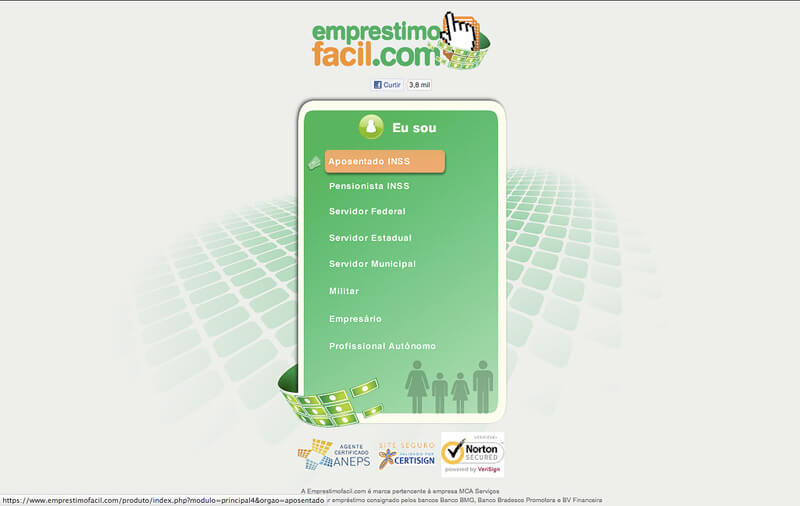 emprestimo
facil.com
Curtir 3,8 mil
Eu sou
Aposentado INSS
Pensionista INSS
Servidor Federal
Servidor Estadual
Servidor Municipal
Militar
Empresário
Profissional Autônomo
AGENTE
CERTIFICADO
ANEPS
SITE SEGURO
VALIDADO POR
CERTISIGN
VERIFIED
Norton
SECURED
powered by VeriSign
A Emprestimofacil.com é marca pertencente à empresa MCA Serviços
https://www.emprestimofacil.com/produto/index.php?modulo=principal4&orgao=aposentado
empréstimo consignado pelos bancos Banco BMG, Banco Bradesco Promotora e BV Financeira